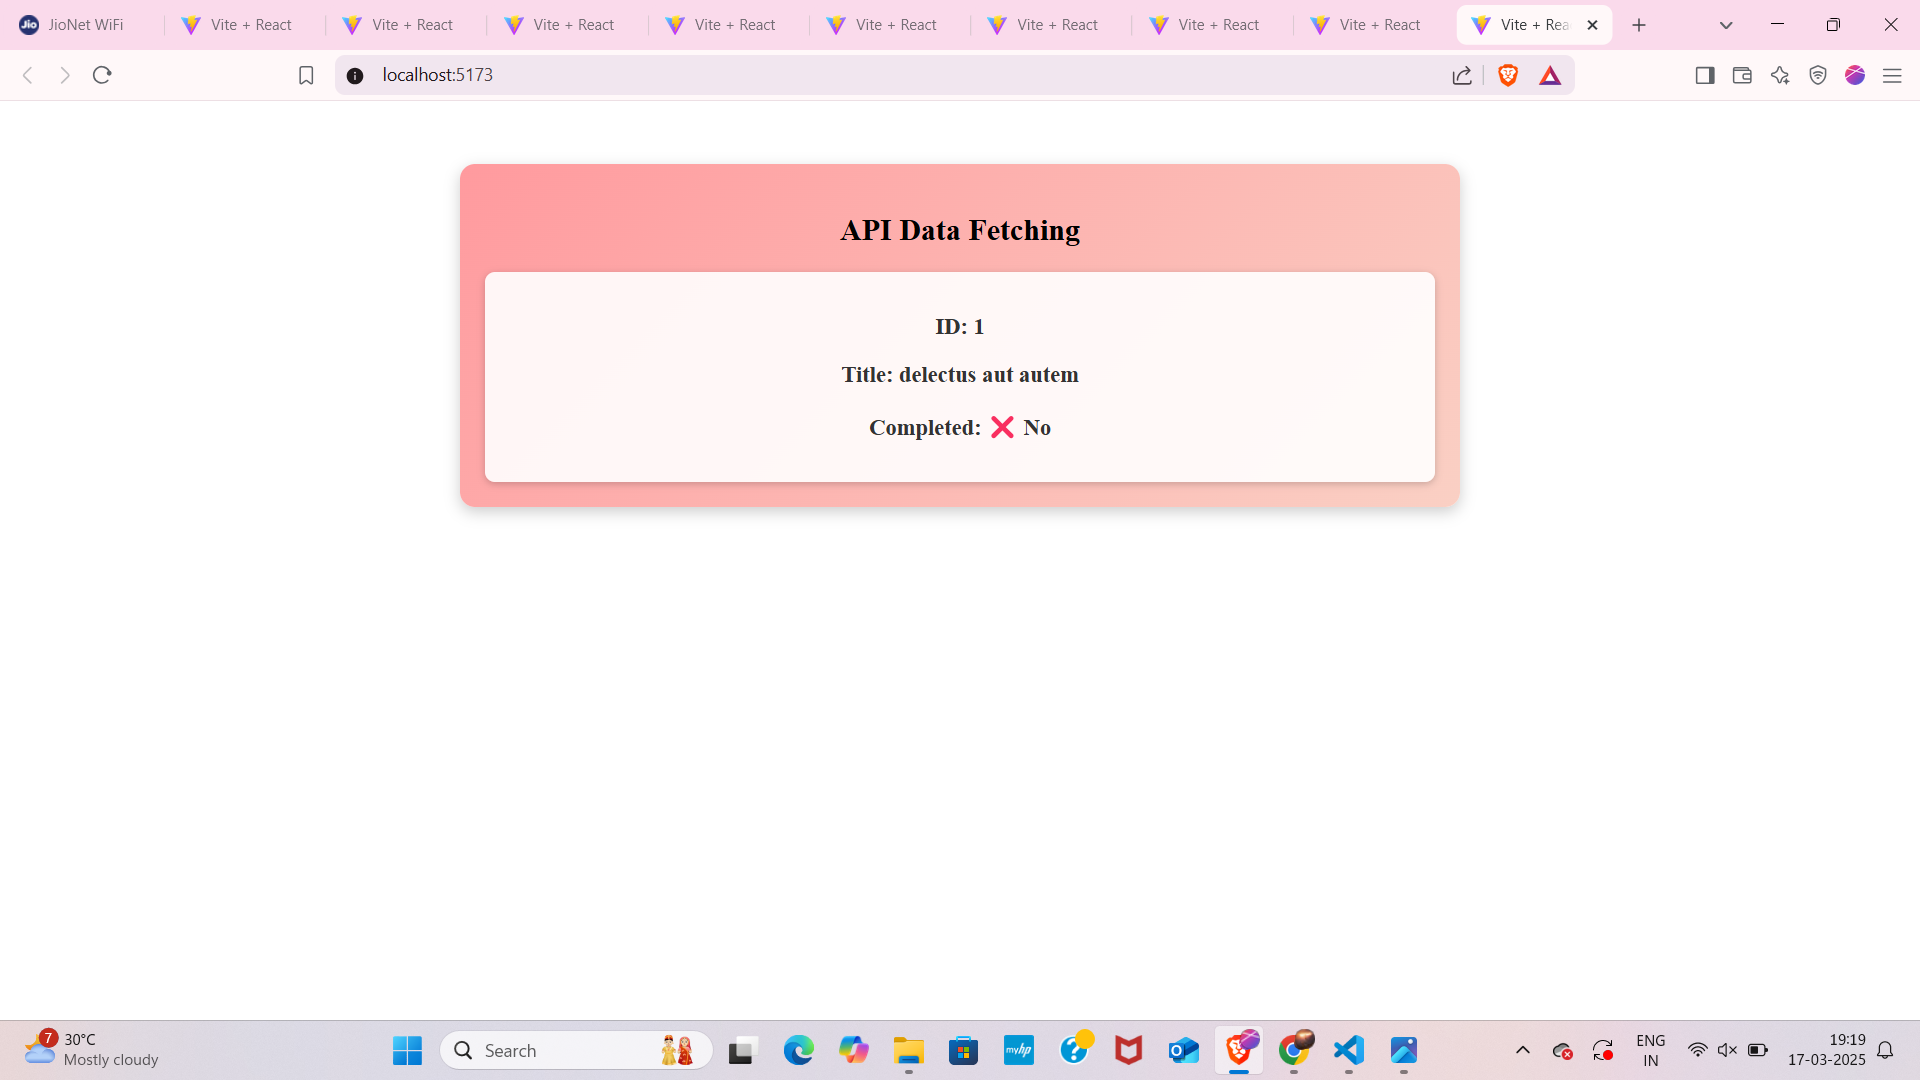 Jio JioNet WiFi
Vite + React
Vite + React
Vite + React
Vite + React
Vite + React
Vite + React
Vite + React
Vite + React
Vite + Rea
localhost:5173
API Data Fetching
ID: 1
Title: delectus aut autem
Completed: ❌ No
7
30°C
Mostly cloudy
Search
myhp
ENG
IN
19:19
17-03-2025